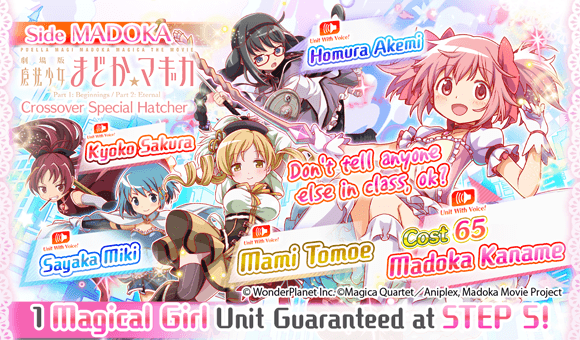 Side MADOKA
PUELLA MAGI MADOKA MAGICA THE MOVIE
劇場版
魔法少女まどか☆マギカ
Part 1: Beginnings / Part 2: Eternal
Crossover Special Hatcher
Unit With Voice!
Homura Akemi
Unit With Voice!
Kyoko Sakura
Don't tell anyone
else in class, ok?
Unit With Voice!
Sayaka Miki
Unit With Voice!
Mami Tomoe
Unit With Voice!
Cost 65
Madoka Kaname
© WonderPlanet Inc. ©Magica Quartet／Aniplex, Madoka Movie Project
1 Magical Girl Unit Guaranteed at STEP 5!